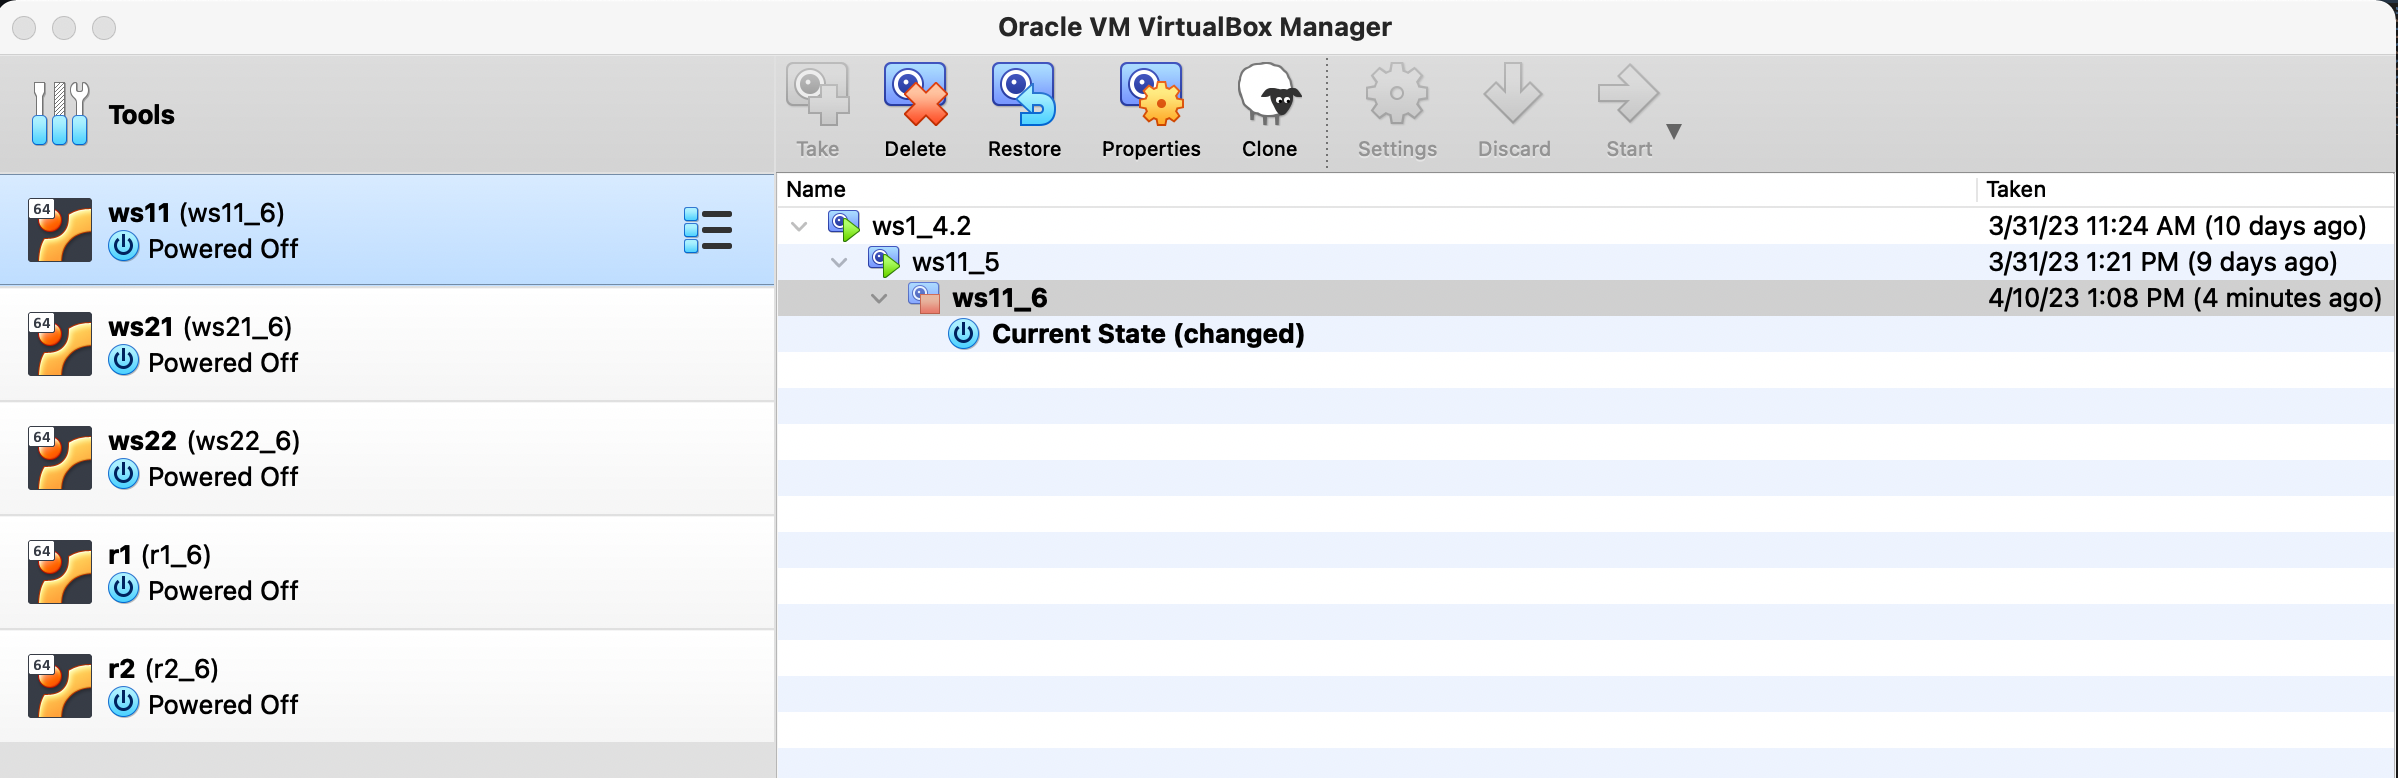 Oracle VM VirtualBox Manager
Tools
Take Delete Restore Properties Clone Settings Discard Start
64 ws11 (ws11_6)
Powered Off
64 ws21 (ws21_6)
Powered Off
64 ws22 (ws22_6)
Powered Off
64 r1 (r1_6)
Powered Off
64 r2 (r2_6)
Powered Off
Name Taken
ws1_4.2 3/31/23 11:24 AM (10 days ago)
ws11_5 3/31/23 1:21 PM (9 days ago)
ws11_6 4/10/23 1:08 PM (4 minutes ago)
Current State (changed)